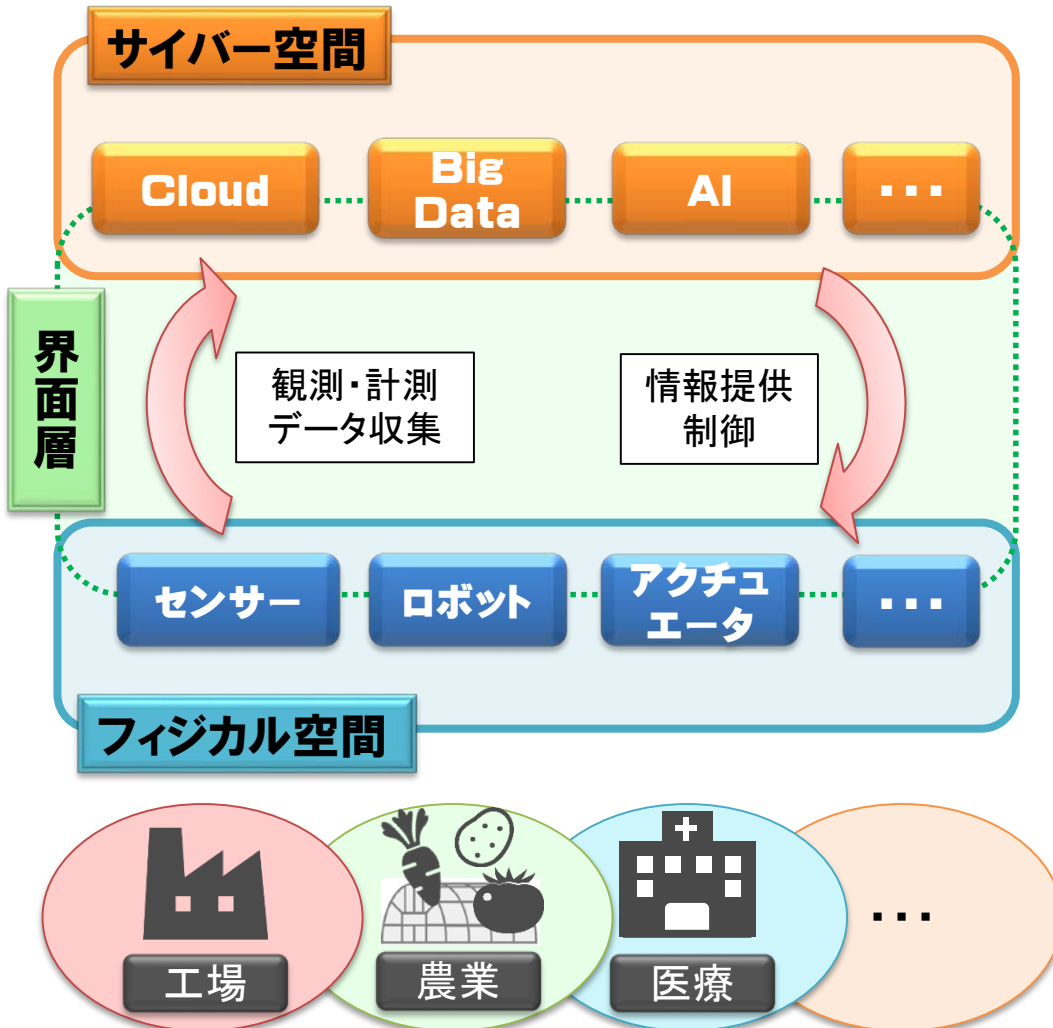 サイバー空間
Cloud
Big
Data
AI
・・・
界面層
観測・計測
データ収集
情報提供
制御
センサー
ロボット
アクチュ
エータ
・・・
フィジカル空間
工場
農業
医療
・・・